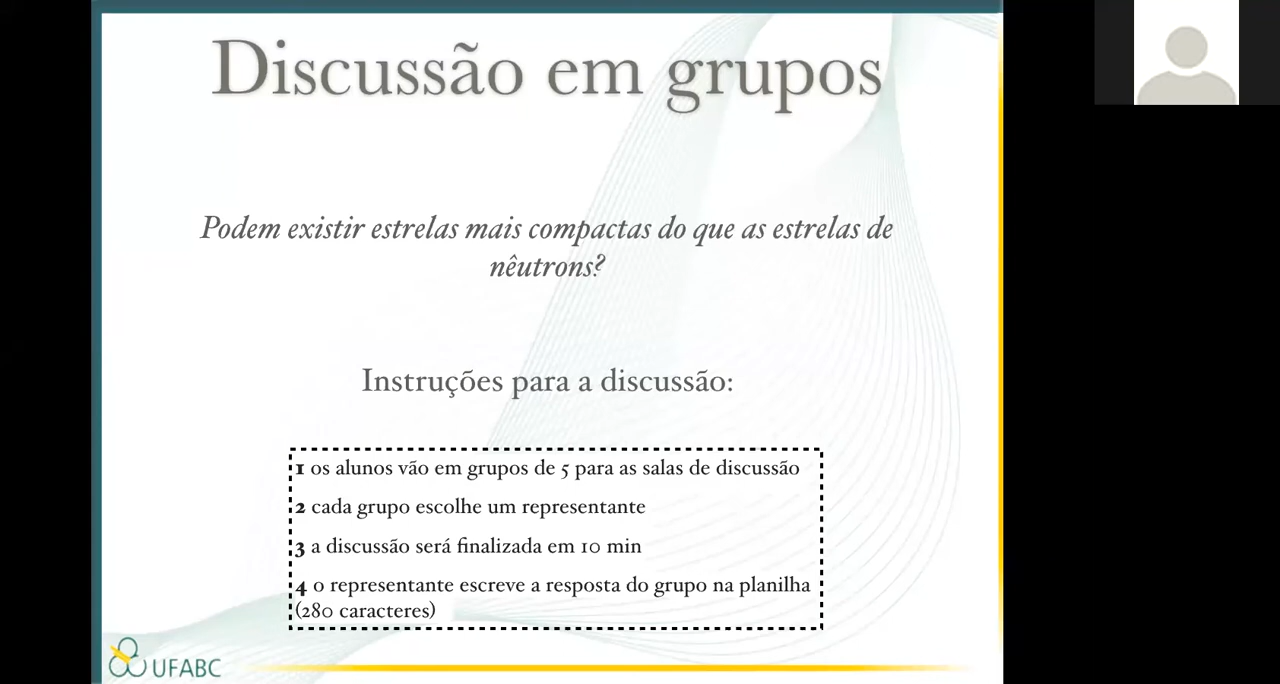 Discussão em grupos
Podem existir estrelas mais compactas do que as estrelas de
nêutrons?
Instruções para a discussão:
1 os alunos vão em grupos de 5 para as salas de discussão
2 cada grupo escolhe um representante
3 a discussão será finalizada em 10 min
4 o representante escreve a resposta do grupo na planilha
(280 caracteres)
UFABC